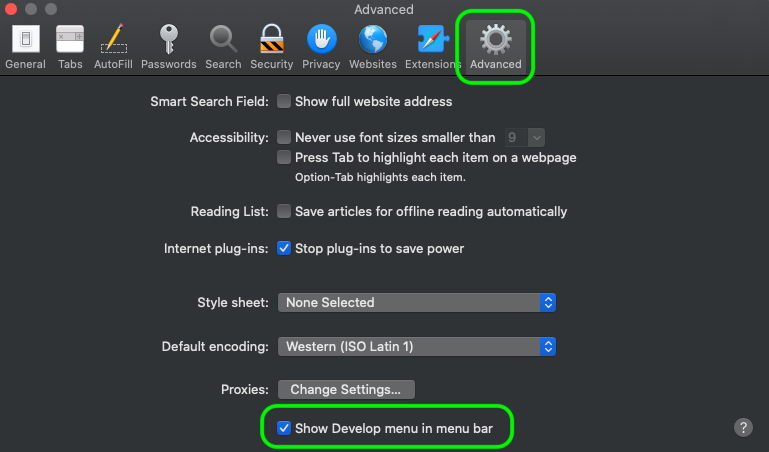 Advanced
General Tabs AutoFill Passwords Search Security Privacy Websites Extensions Advanced
Smart Search Field: Show full website address
Accessibility: Never use font sizes smaller than 9
Press Tab to highlight each item on a webpage
Option-Tab highlights each item.
Reading List: Save articles for offline reading automatically
Internet plug-ins: Stop plug-ins to save power
Style sheet: None Selected
Default encoding: Western (ISO Latin 1)
Proxies: Change Settings...
Show Develop menu in menu bar
?